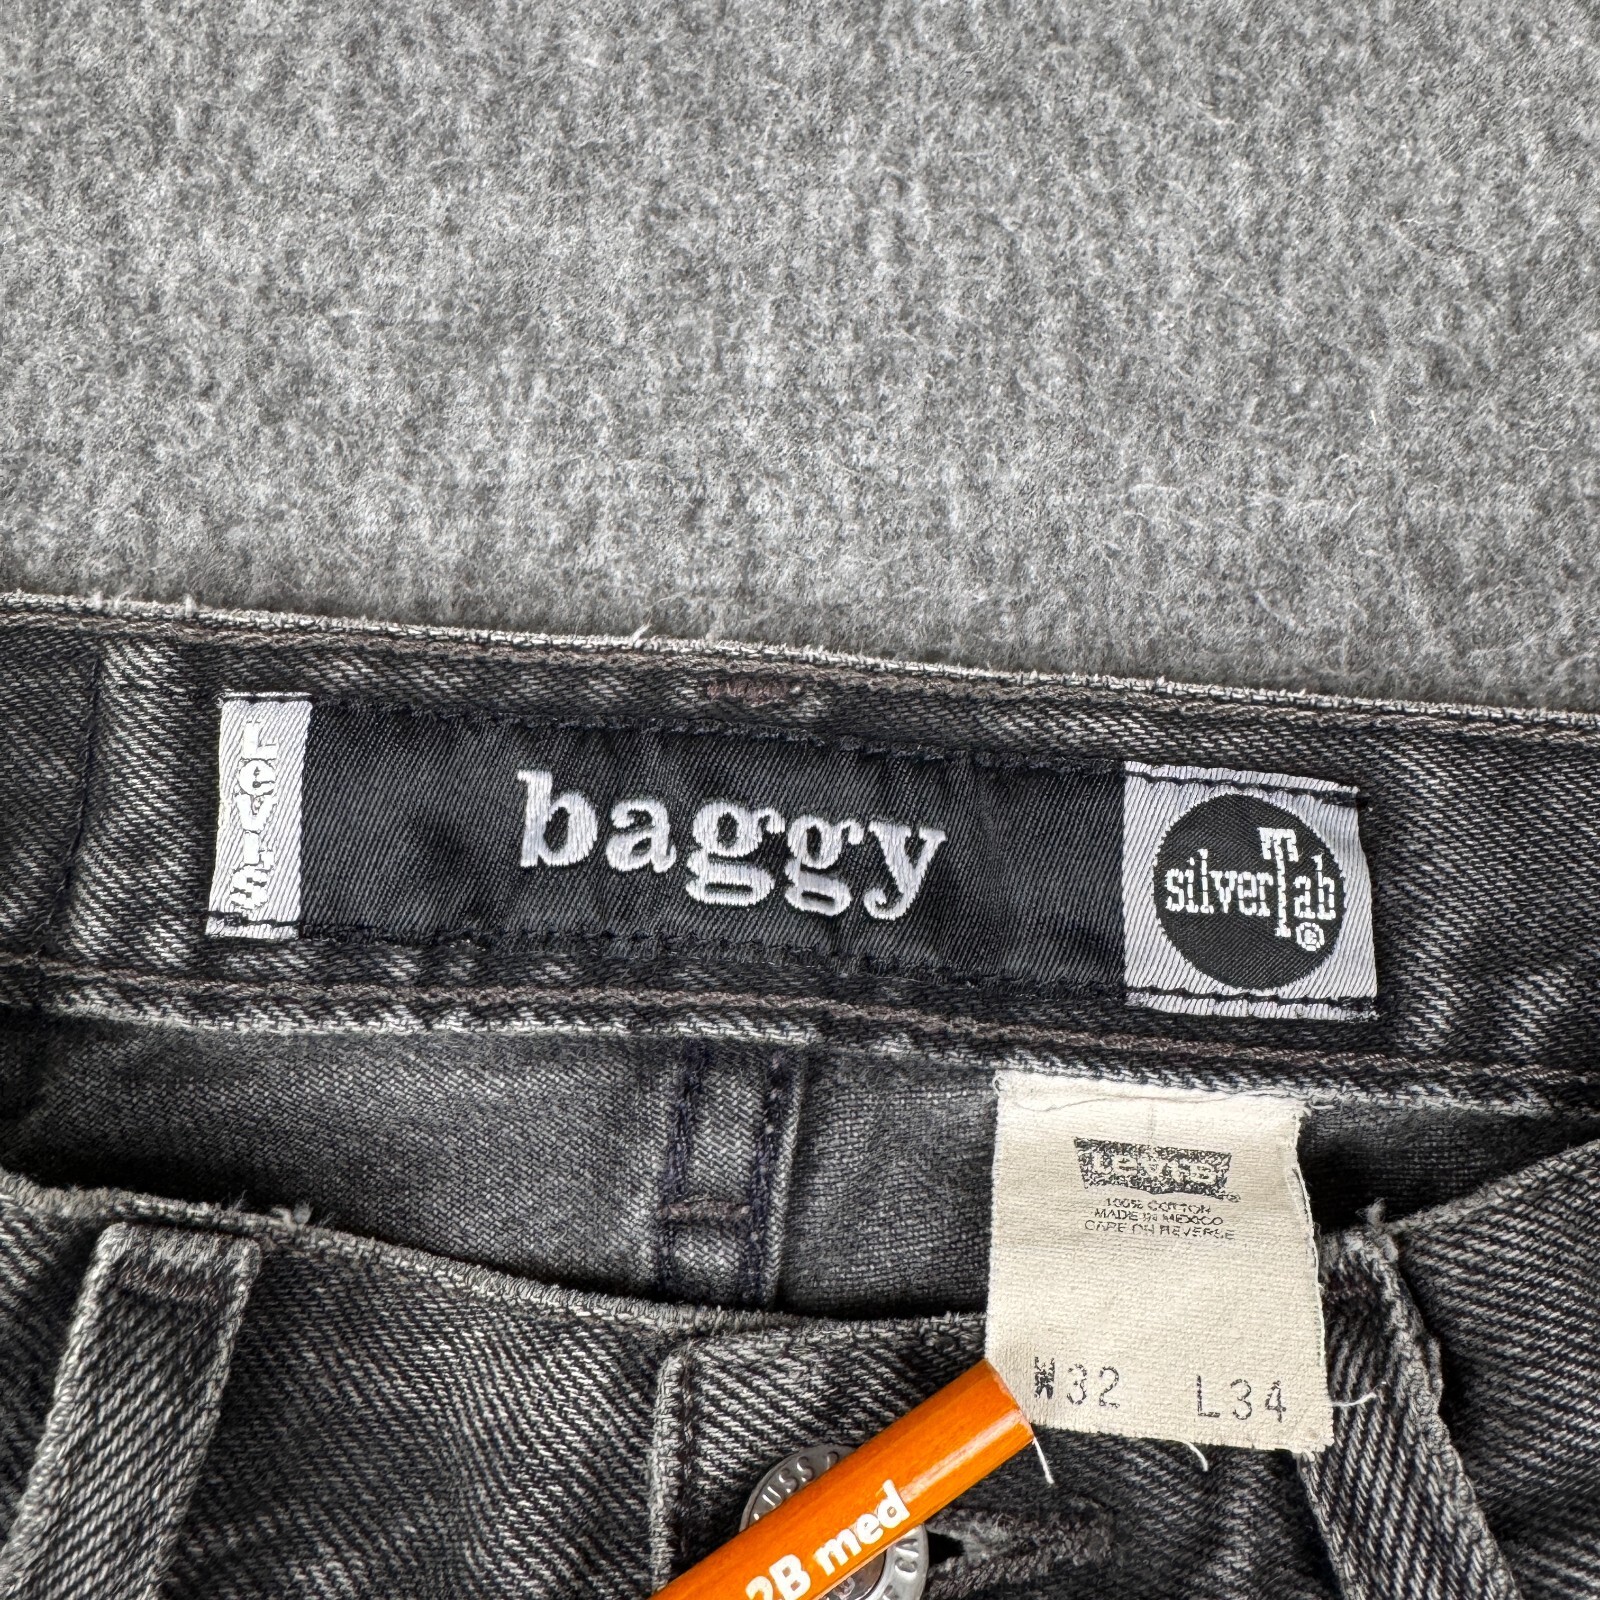 Levi's
baggy
silverTab®
Levi's®
100% COTTON
MADE IN MEXICO
CARE ON REVERSE
W32 L34
2B med